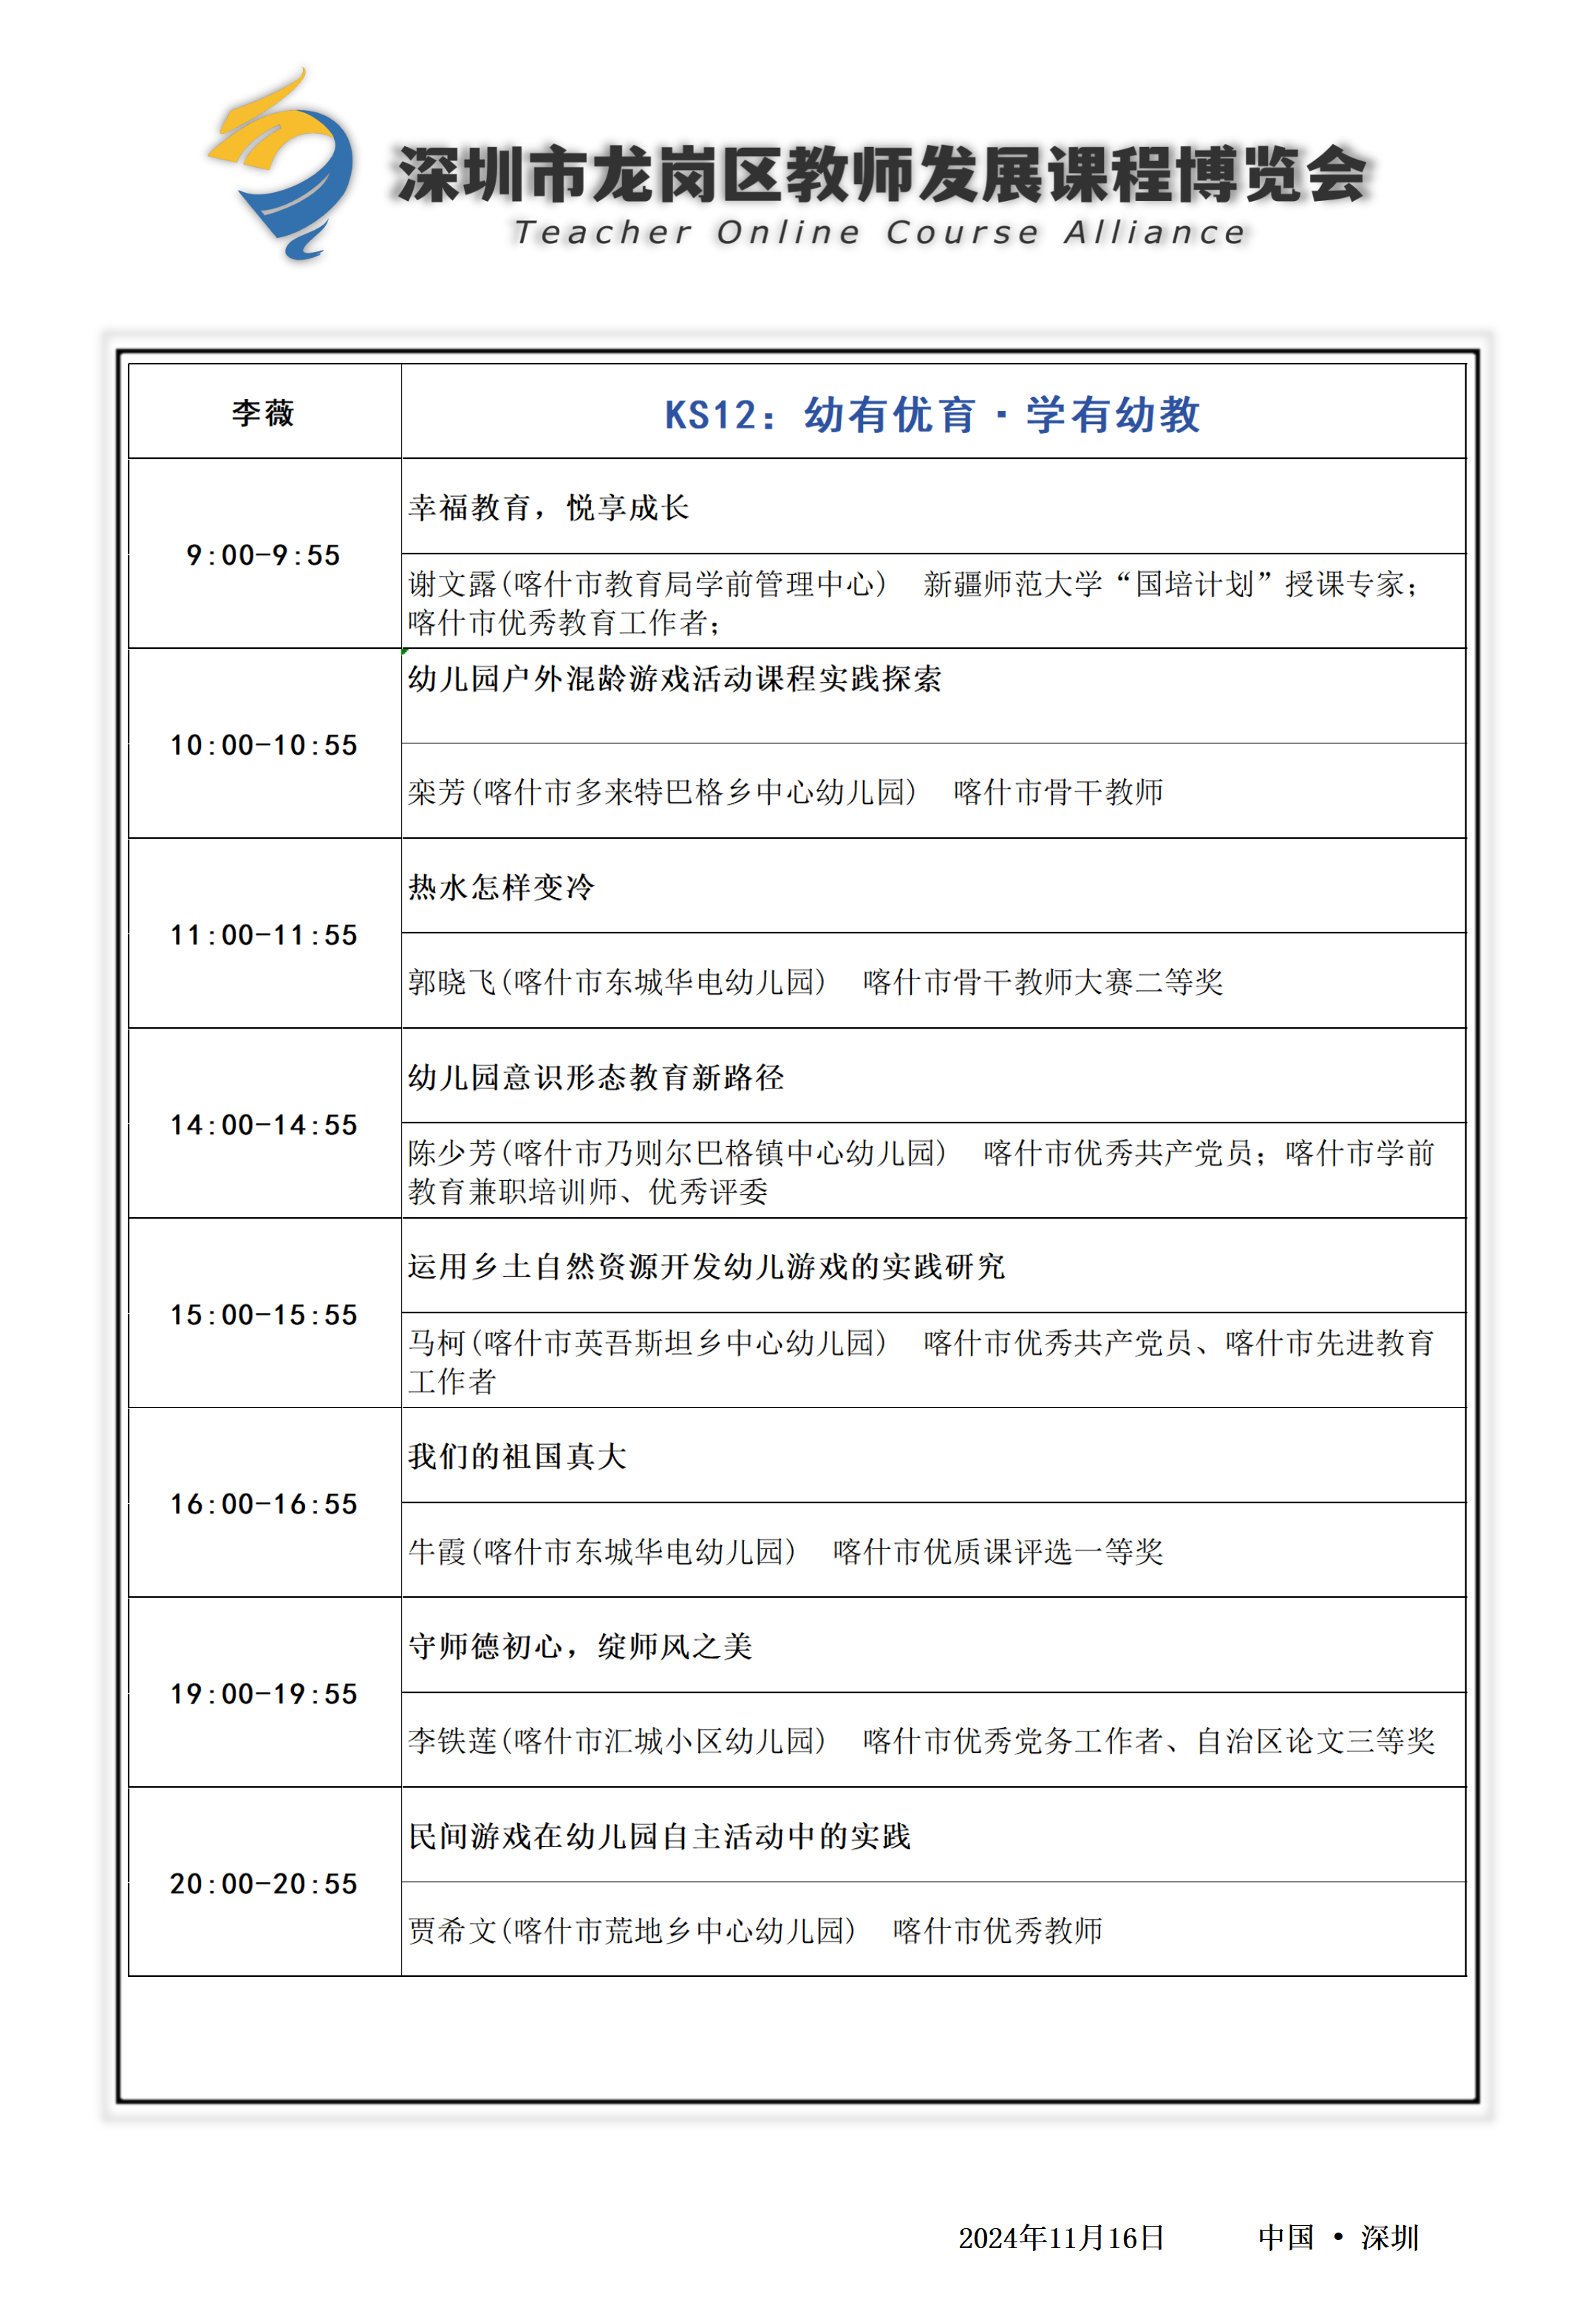 深圳市龙岗区教师发展课程博览会
Teacher Online Course Alliance
李薇
KS12：幼有优育·学有幼教
9:00-9:55
幸福教育，悦享成长
谢文露(喀什市教育局学前管理中心) 新疆师范大学“国培计划”授课专家；
喀什市优秀教育工作者；
10:00-10:55
幼儿园户外混龄游戏活动课程实践探索
栾芳(喀什市多来特巴格乡中心幼儿园) 喀什市骨干教师
11:00-11:55
热水怎样变冷
郭晓飞(喀什市东城华电幼儿园) 喀什市骨干教师大赛二等奖
14:00-14:55
幼儿园意识形态教育新路径
陈少芳(喀什市乃则尔巴格镇中心幼儿园) 喀什市优秀共产党员；喀什市学前
教育兼职培训师、优秀评委
15:00-15:55
运用乡土自然资源开发幼儿游戏的实践研究
马柯(喀什市英吾斯坦乡中心幼儿园) 喀什市优秀共产党员、喀什市先进教育
工作者
16:00-16:55
我们的祖国真大
牛霞(喀什市东城华电幼儿园) 喀什市优质课评选一等奖
19:00-19:55
守师德初心，绽师风之美
李铁莲(喀什市汇城小区幼儿园) 喀什市优秀党务工作者、自治区论文三等奖
20:00-20:55
民间游戏在幼儿园自主活动中的实践
贾希文(喀什市荒地乡中心幼儿园) 喀什市优秀教师
2024年11月16日 中国 • 深圳